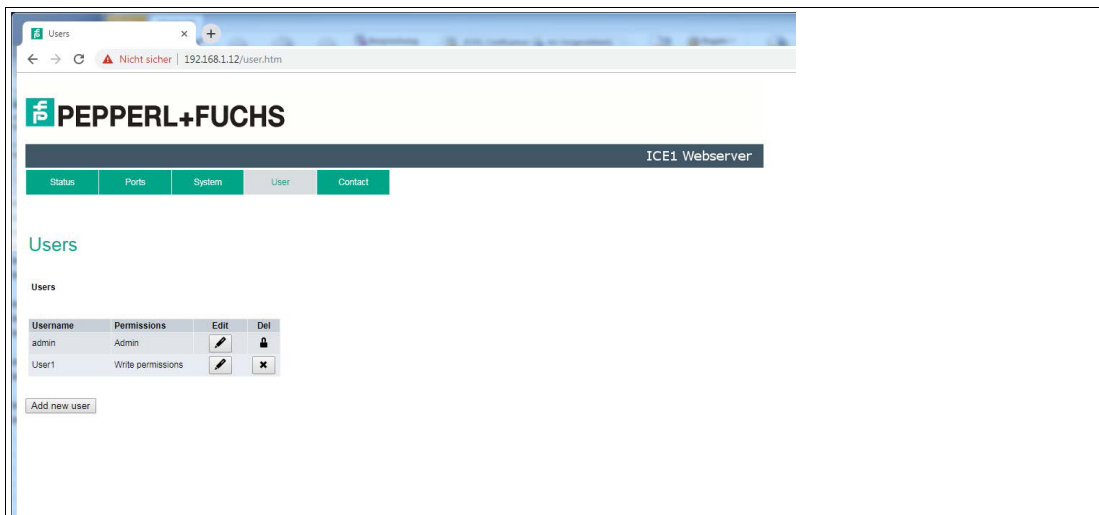 Users
Nicht sicher | 192.168.1.12/user.htm
PEPPERL+FUCHS
ICE1 Webserver
Status Ports System User Contact
Users
Users
Username Permissions Edit Del
admin Admin
User1 Write permissions
Add new user